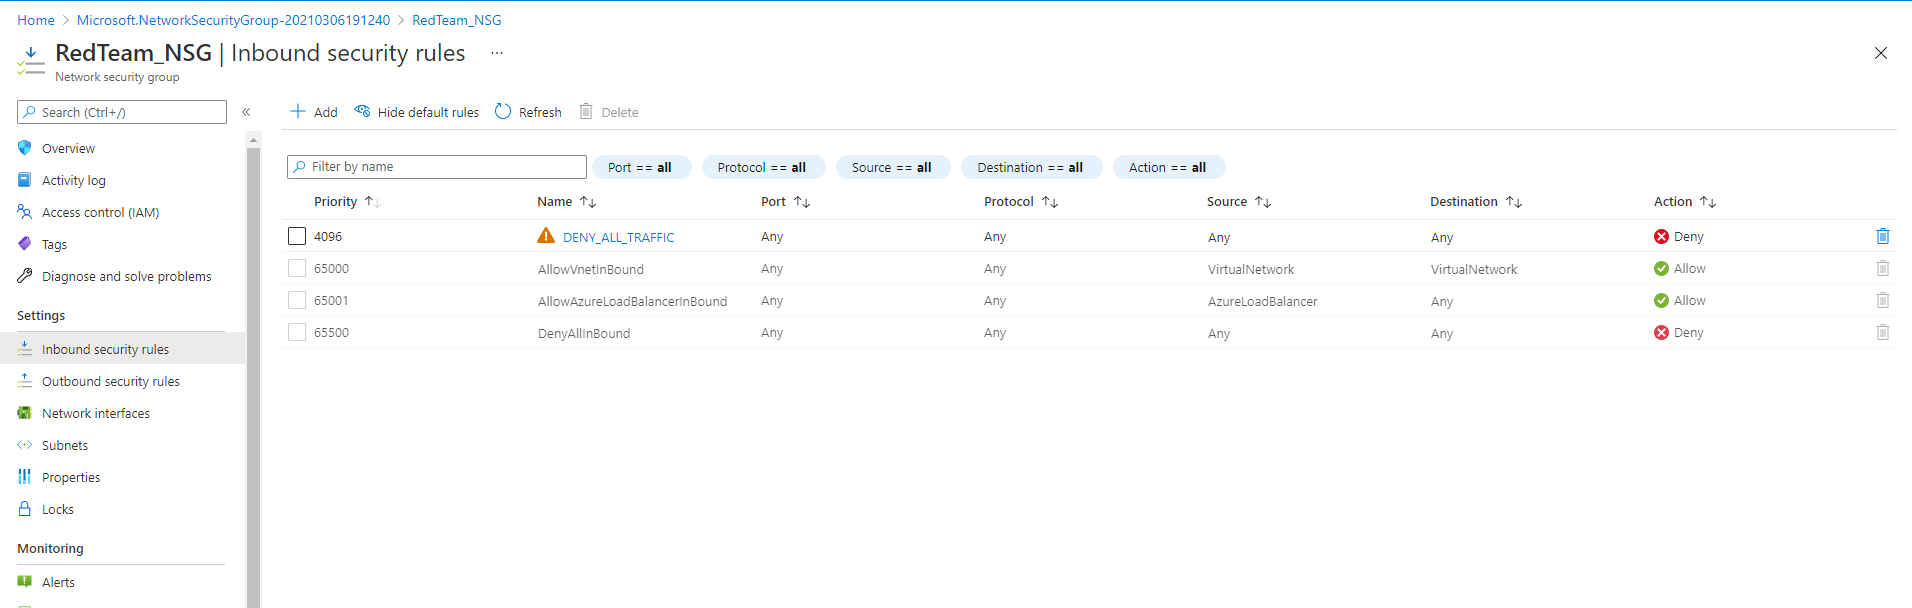 Home > Microsoft.NetworkSecurityGroup-20210306191240 > RedTeam_NSG
RedTeam_NSG | Inbound security rules ...
Network security group
Search (Ctrl+/) «
Overview
Activity log
Access control (IAM)
Tags
Diagnose and solve problems
Settings
Inbound security rules
Outbound security rules
Network interfaces
Subnets
Properties
Locks
Monitoring
Alerts
Add Hide default rules Refresh Delete
Filter by name Port == all Protocol == all Source == all Destination == all Action == all
Priority Name Port Protocol Source Destination Action
4096 DENY_ALL_TRAFFIC Any Any Any Any Deny
65000 AllowVnetInBound Any Any VirtualNetwork VirtualNetwork Allow
65001 AllowAzureLoadBalancerInBound Any Any AzureLoadBalancer Any Allow
65500 DenyAllInBound Any Any Any Any Deny